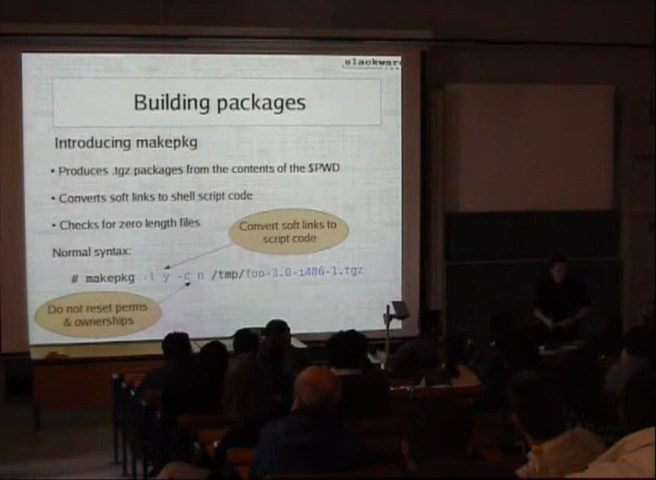 slackware
Building packages
Introducing makepkg
• Produces .tgz packages from the contents of the $PWD
• Converts soft links to shell script code
• Checks for zero length files
Convert soft links to
script code
Normal syntax:
# makepkg -l y -c n /tmp/foo-3.0-i486-1.tgz
Do not reset perms
& ownerships